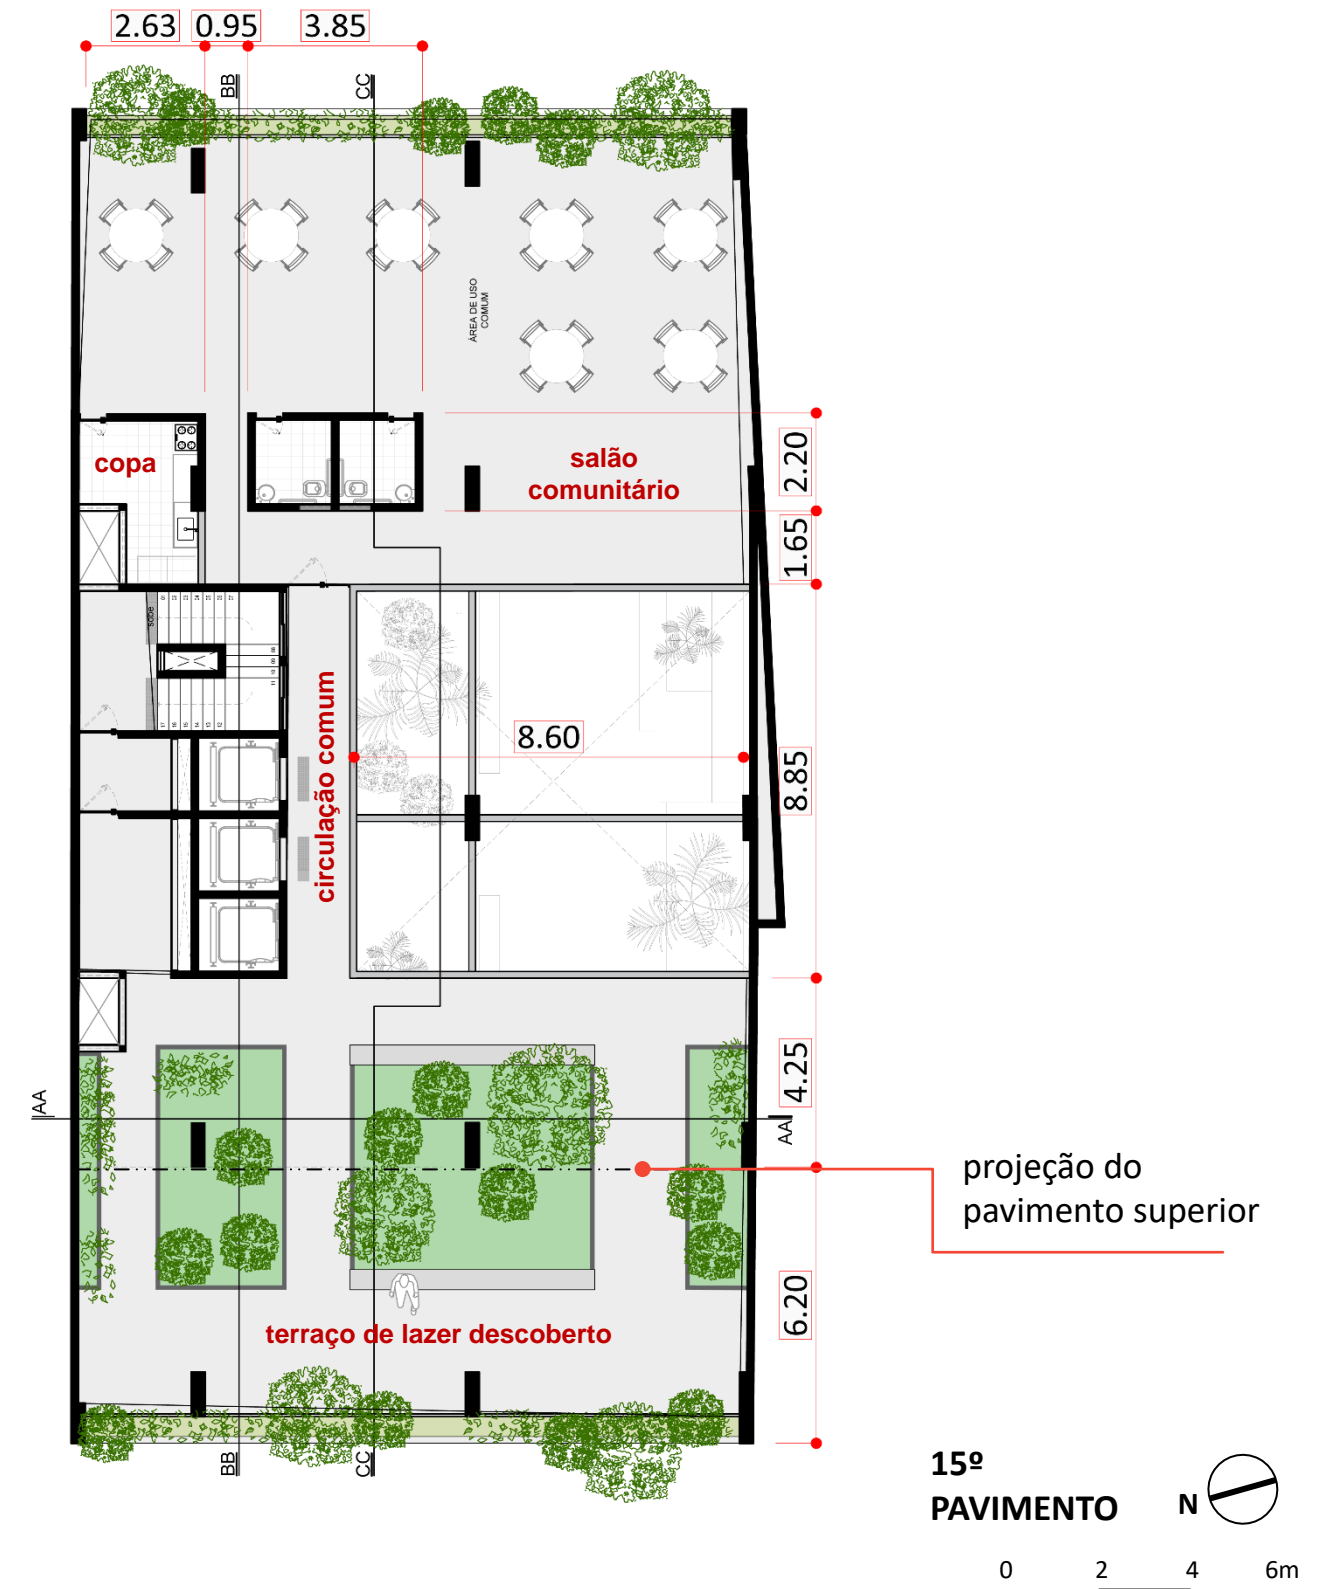 2.63 0.95 3.85
BB CC
ÁREA DE USO
COMUM
copa
salão
comunitário
2.20
1.65
sobe
circulação comum
8.60
8.85
4.25
AA AA
projeção do
pavimento superior
6.20
terraço de lazer descoberto
BB CC
15º
PAVIMENTO N
0 2 4 6m